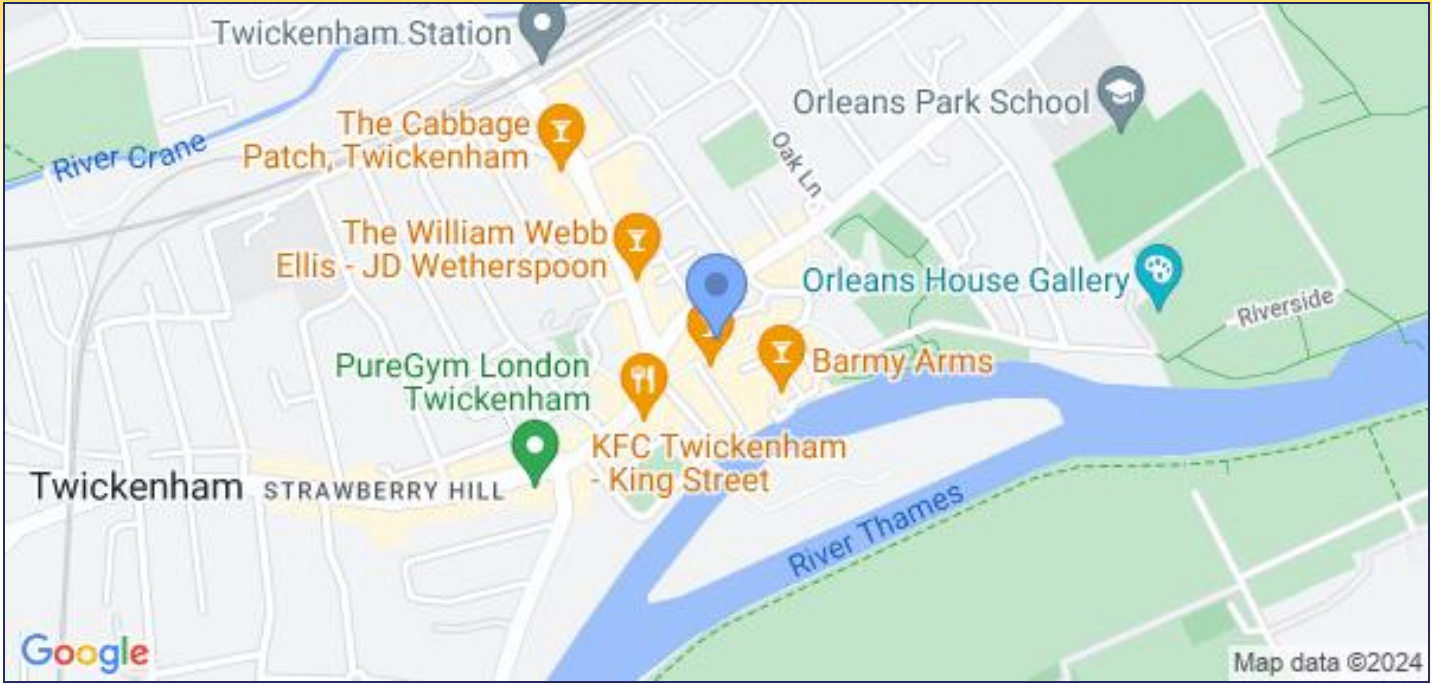 Twickenham Station
Orleans Park School
The Cabbage
Patch, Twickenham
River Crane
Oak Ln
The William Webb
Ellis - JD Wetherspoon
Orleans House Gallery
Riverside
PureGym London
Twickenham
Barmy Arms
KFC Twickenham
- King Street
Twickenham
STRAWBERRY HILL
River Thames
Google
Map data ©2024